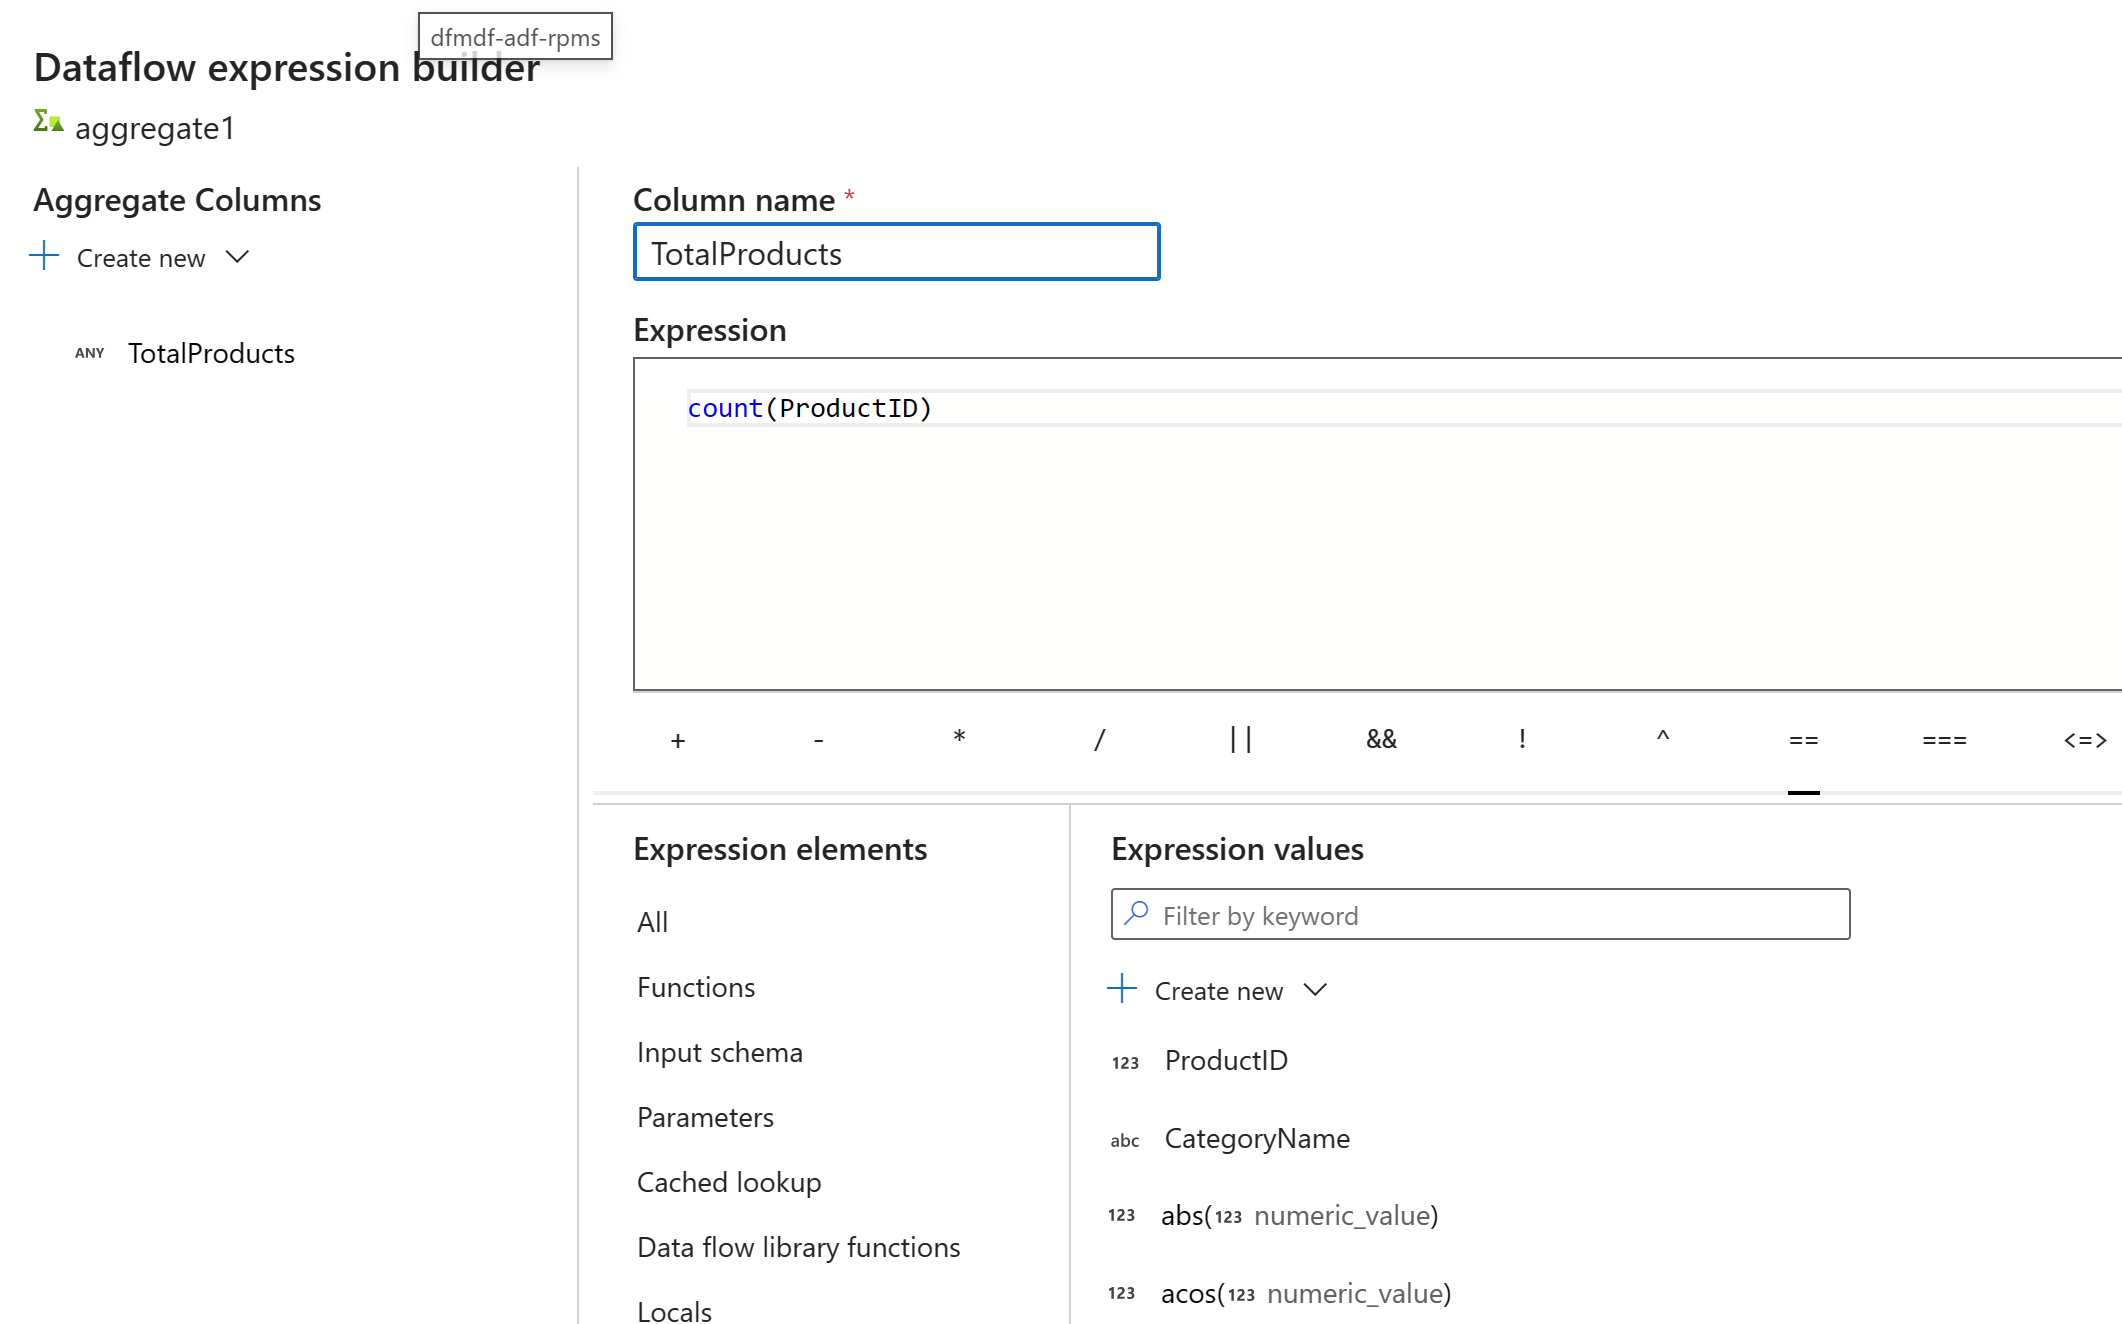 dfmdf-adf-rpms
Dataflow expression builder
aggregate1
Aggregate Columns
Create new
ANY TotalProducts
Column name *
TotalProducts
Expression
count(ProductID)
+ - * / || && ! ^ == === <=>
Expression elements
All
Functions
Input schema
Parameters
Cached lookup
Data flow library functions
Locals
Expression values
Filter by keyword
Create new
123 ProductID
abc CategoryName
123 abs(123 numeric_value)
123 acos(123 numeric_value)